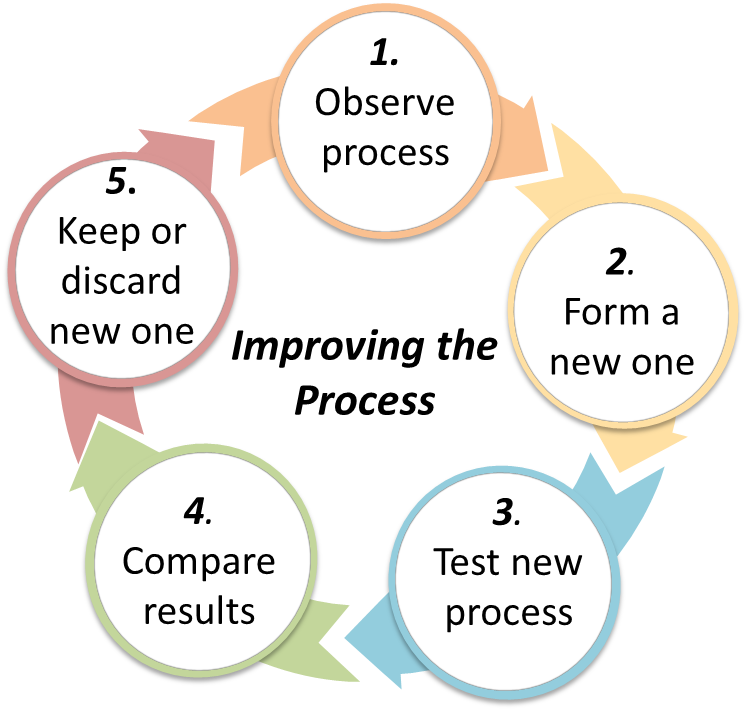 1.
Observe
process
2.
Form a
new one
3.
Test new
process
4.
Compare
results
5.
Keep or
discard
new one
Improving the
Process